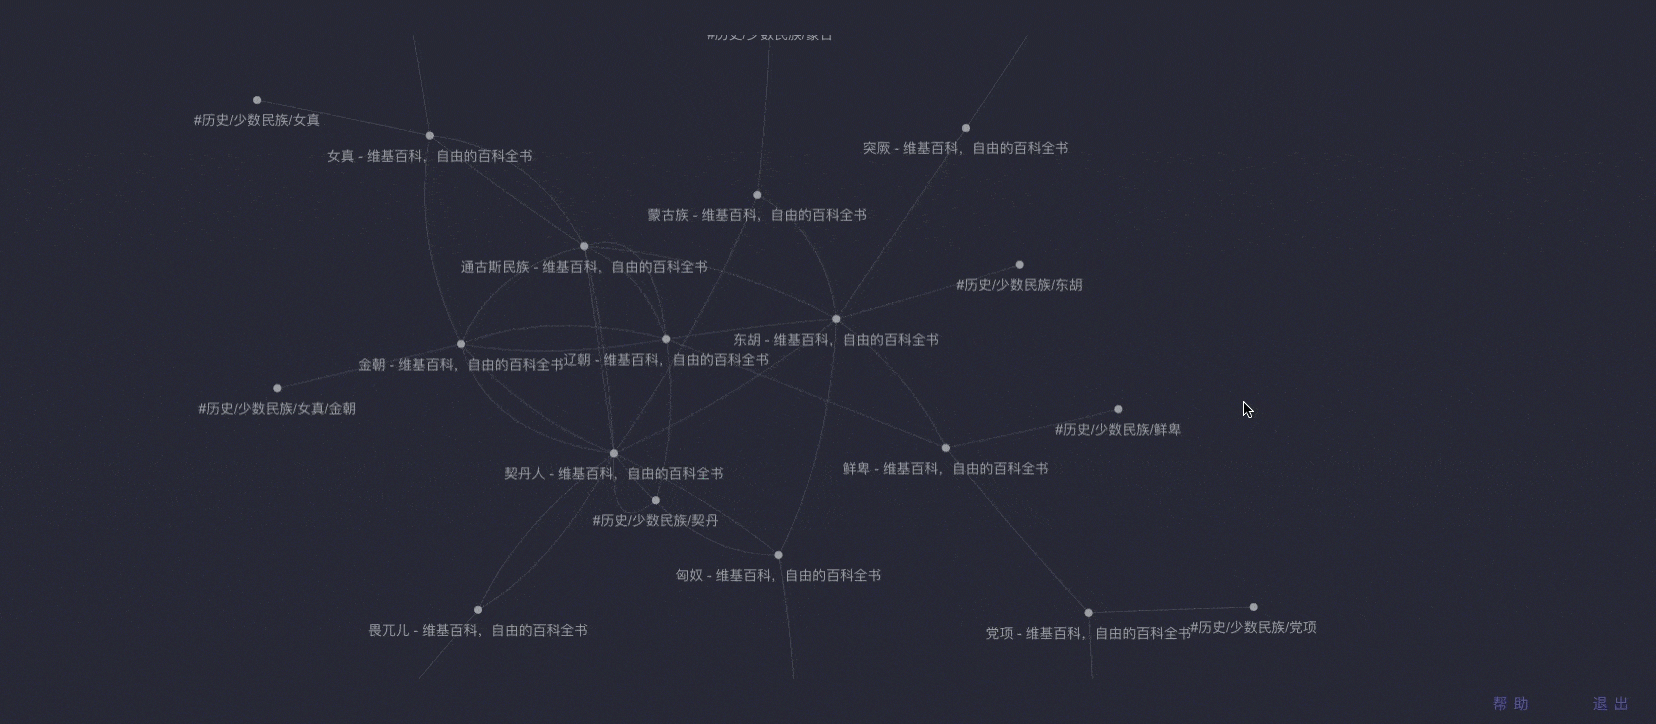 #历史/少数民族/蒙古
#历史/少数民族/女真
女真 - 维基百科，自由的百科全书
突厥 - 维基百科，自由的百科全书
蒙古族 - 维基百科，自由的百科全书
通古斯民族 - 维基百科，自由的百科全书
#历史/少数民族/东胡
东胡 - 维基百科，自由的百科全书
金朝 - 维基百科，自由的百科全书
辽朝 - 维基百科，自由的百科全书
#历史/少数民族/女真/金朝
#历史/少数民族/鲜卑
鲜卑 - 维基百科，自由的百科全书
契丹人 - 维基百科，自由的百科全书
#历史/少数民族/契丹
匈奴 - 维基百科，自由的百科全书
畏兀儿 - 维基百科，自由的百科全书
党项 - 维基百科，自由的百科全书
#历史/少数民族/党项
帮助
退出